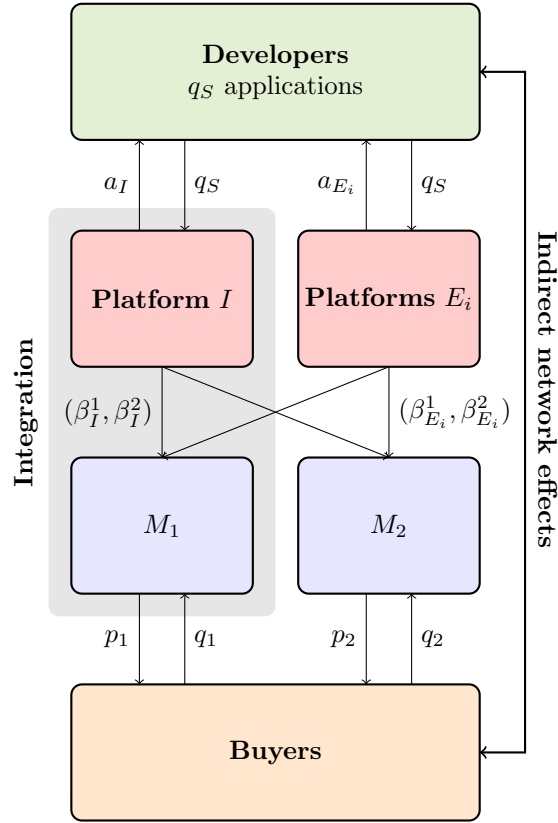 Developers
q_S applications
a_I
q_S
a_{E_i}
q_S
Platform I
Platforms E_i
Integration
Indirect network effects
(β_I^1, β_I^2)
(β_{E_i}^1, β_{E_i}^2)
M_1
M_2
p_1
q_1
p_2
q_2
Buyers